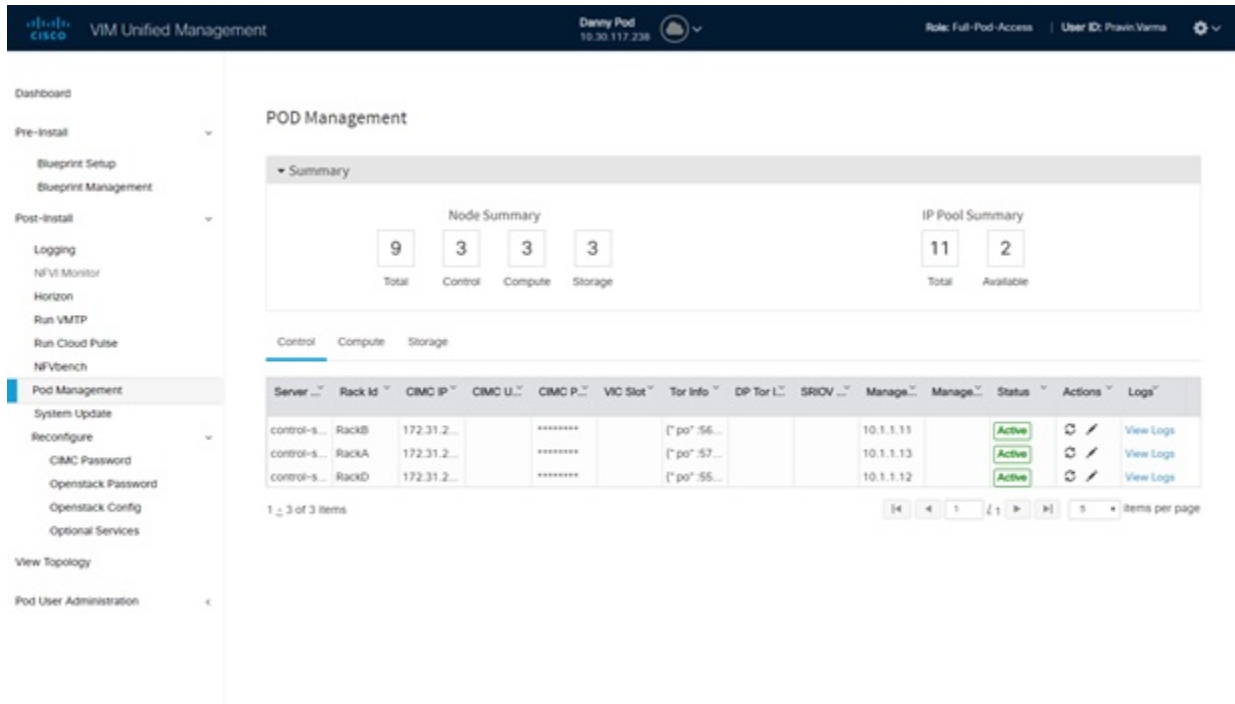 CISCO VIM Unified Management
Danny Pod
10.30.117.238
Role: Full-Pod-Access | User ID: Pravin.Varma
Dashboard
Pre-Install
Blueprint Setup
Blueprint Management
Post-Install
Logging
NFVI Monitor
Horizon
Run VMTP
Run Cloud Pulse
NFVbench
Pod Management
System Update
Reconfigure
CIMC Password
Openstack Password
Openstack Config
Optional Services
View Topology
Pod User Administration
POD Management
Summary
Node Summary
9 3 3 3
Total Control Compute Storage
IP Pool Summary
11 2
Total Available
Control Compute Storage
Server ... Rack Id CIMC IP CIMC U... CIMC P... VIC Slot Tor Info DP Tor I... SRIOV ... Manage... Manage... Status Actions Logs
control-s... RackB 172.31.2... ******** {" po" :56... 10.1.1.11 Active View Logs
control-s... RackA 172.31.2... ******** {" po" :57... 10.1.1.13 Active View Logs
control-s... RackD 172.31.2... ******** {" po" :55... 10.1.1.12 Active View Logs
1 - 3 of 3 items
1 / 1 5 items per page